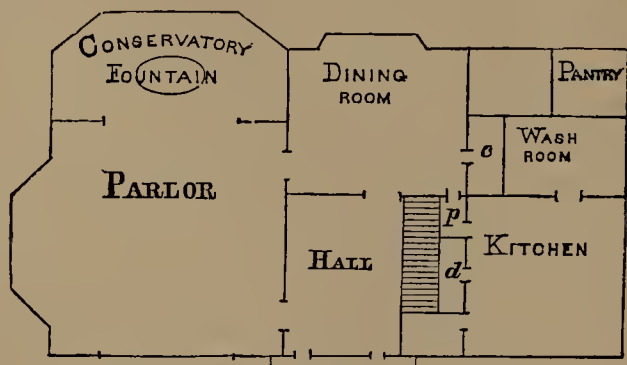 CONSERVATORY
FOUNTAIN
DINING
ROOM
PANTRY
WASH
ROOM
c
PARLOR
p
HALL
d
KITCHEN